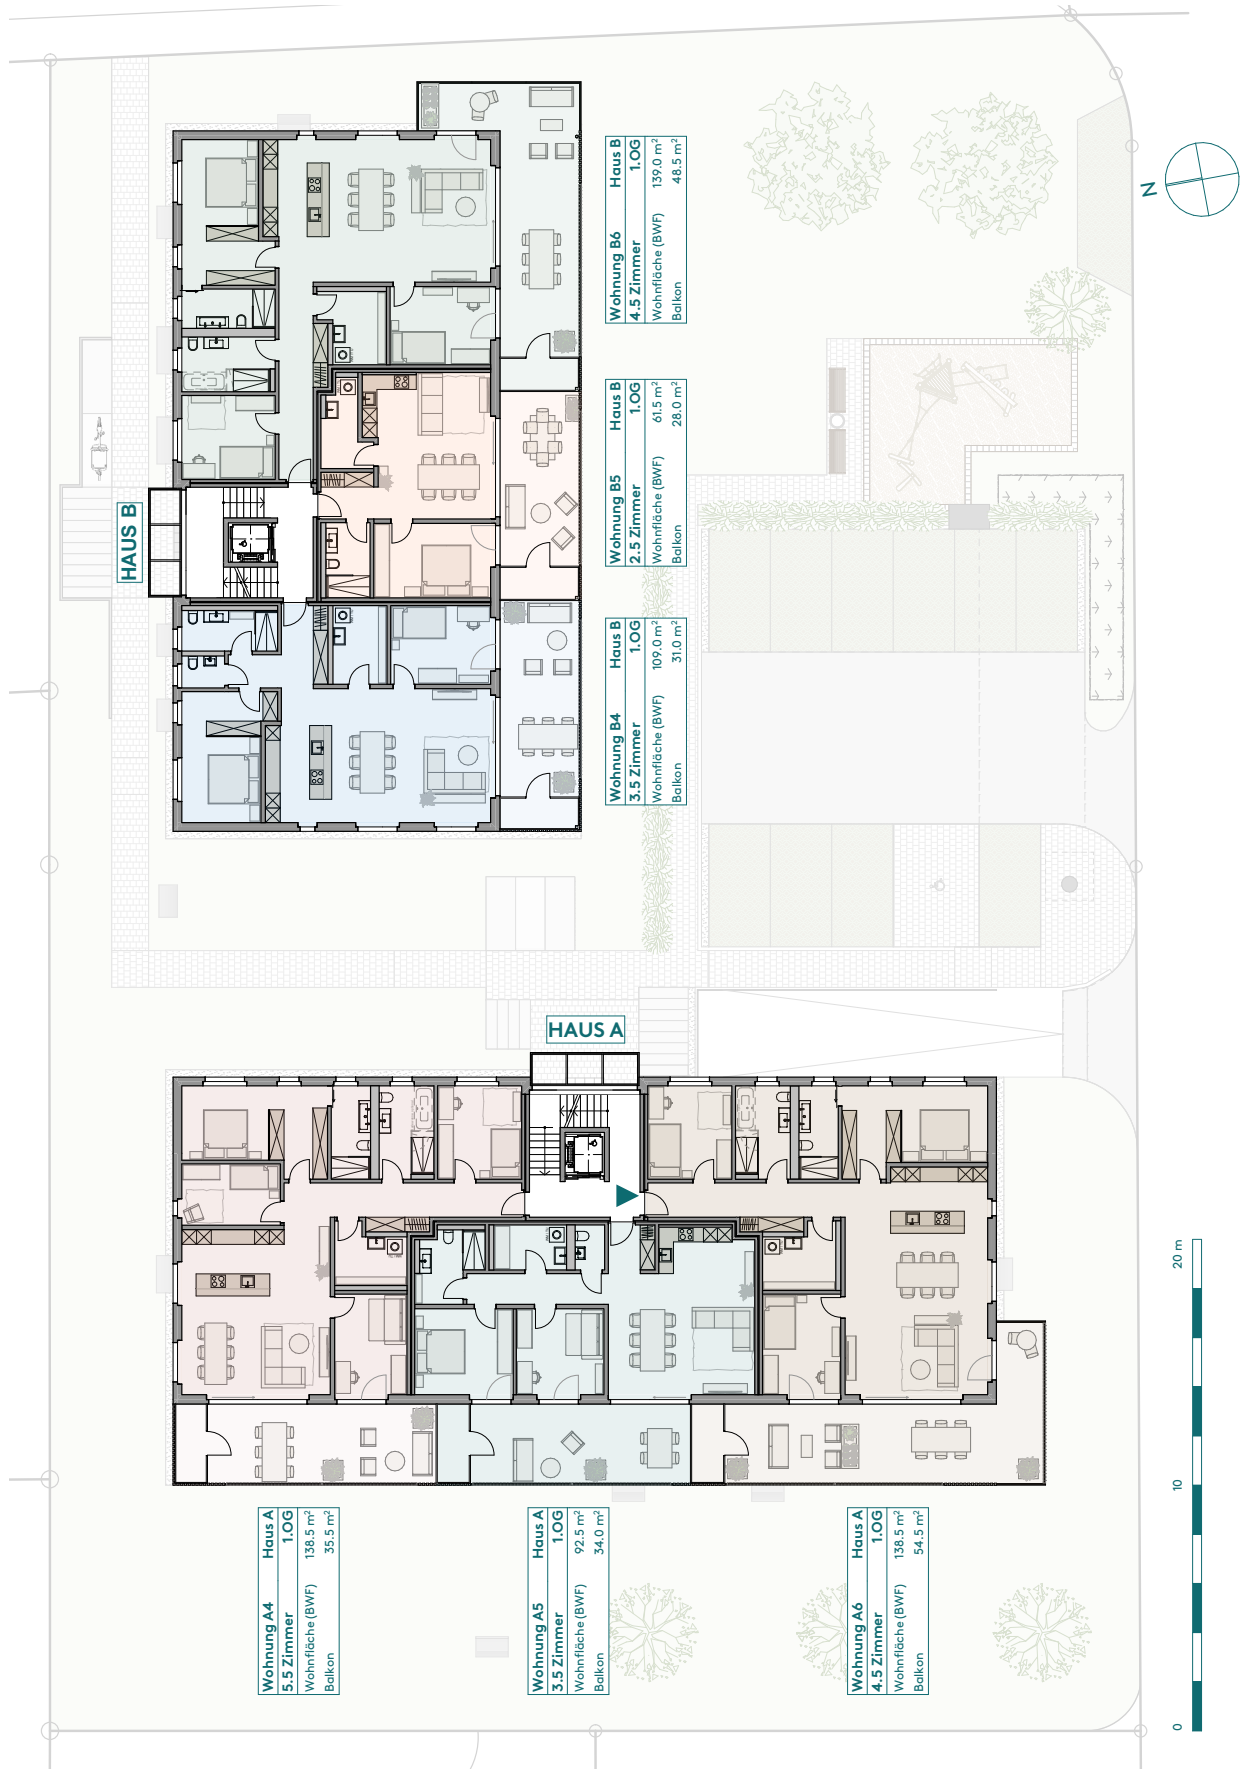 N
Wohnung B6 Haus B
4.5 Zimmer 1.OG
Wohnfläche (BWF) 139.0 m²
Balkon 48.5 m²
Wohnung B5 Haus B
2.5 Zimmer 1.OG
Wohnfläche (BWF) 61.5 m²
Balkon 28.0 m²
HAUS B
Wohnung B4 Haus B
3.5 Zimmer 1.OG
Wohnfläche (BWF) 109.0 m²
Balkon 31.0 m²
HAUS A
Wohnung A4 Haus A
5.5 Zimmer 1.OG
Wohnfläche (BWF) 138.5 m²
Balkon 35.5 m²
Wohnung A5 Haus A
3.5 Zimmer 1.OG
Wohnfläche (BWF) 92.5 m²
Balkon 34.0 m²
Wohnung A6 Haus A
4.5 Zimmer 1.OG
Wohnfläche (BWF) 138.5 m²
Balkon 54.5 m²
20 m
10
0